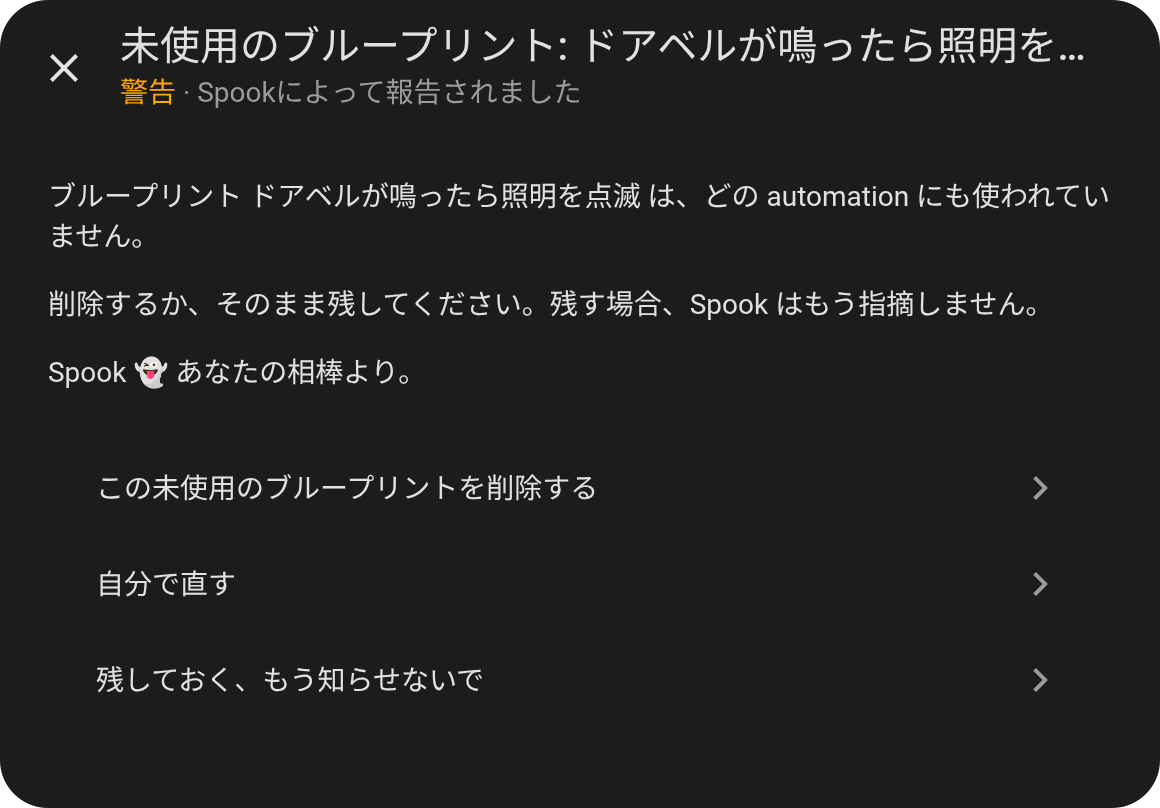 未使用のブループリント: ドアベルが鳴ったら照明を...
警告 · Spookによって報告されました
ブループリント ドアベルが鳴ったら照明を点滅 は、どの automation にも使われてい
ません。
削除するか、そのまま残してください。残す場合、Spook はもう指摘しません。
Spook 👻 あなたの相棒より。
この未使用のブループリントを削除する
自分で直す
残しておく、もう知らせないで